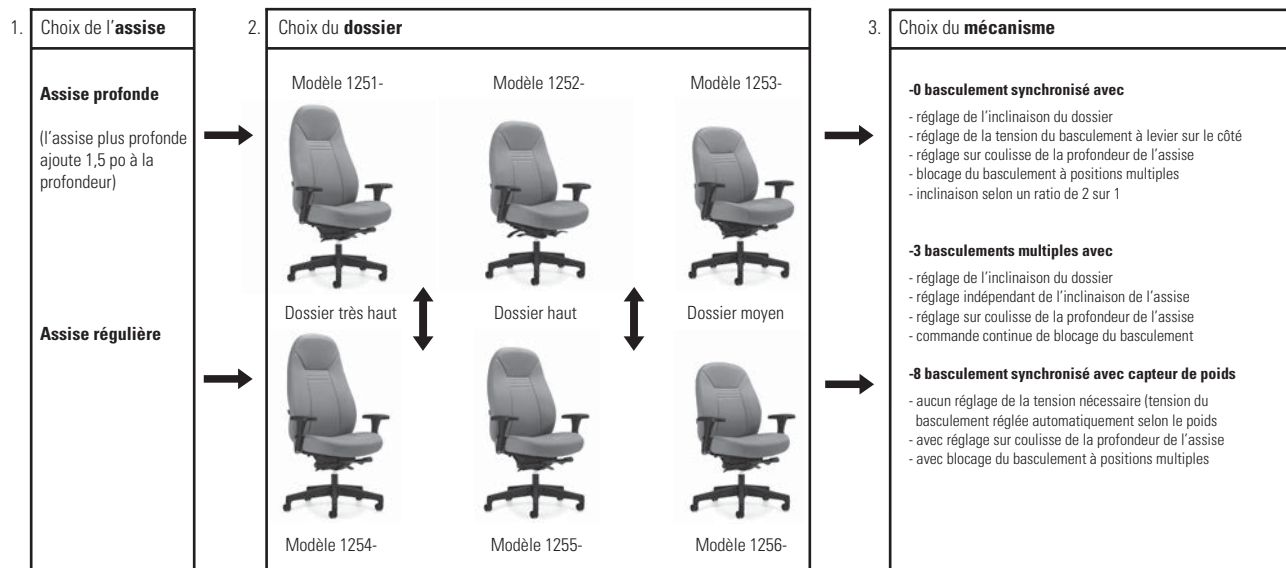 1. Choix de l'assise
Assise profonde
(l'assise plus profonde
ajoute 1,5 po à la
profondeur)
Assise régulière
2. Choix du dossier
Modèle 1251- Modèle 1252- Modèle 1253-
Dossier très haut Dossier haut Dossier moyen
Modèle 1254- Modèle 1255- Modèle 1256-
3. Choix du mécanisme
-0 basculement synchronisé avec
- réglage de l'inclinaison du dossier
- réglage de la tension du basculement à levier sur le côté
- réglage sur coulisse de la profondeur de l'assise
- blocage du basculement à positions multiples
- inclinaison selon un ratio de 2 sur 1
-3 basculements multiples avec
- réglage de l'inclinaison du dossier
- réglage indépendant de l'inclinaison de l'assise
- réglage sur coulisse de la profondeur de l'assise
- commande continue de blocage du basculement
-8 basculement synchronisé avec capteur de poids
- aucun réglage de la tension nécessaire (tension du
basculement réglée automatiquement selon le poids
- avec réglage sur coulisse de la profondeur de l'assise
- avec blocage du basculement à positions multiples